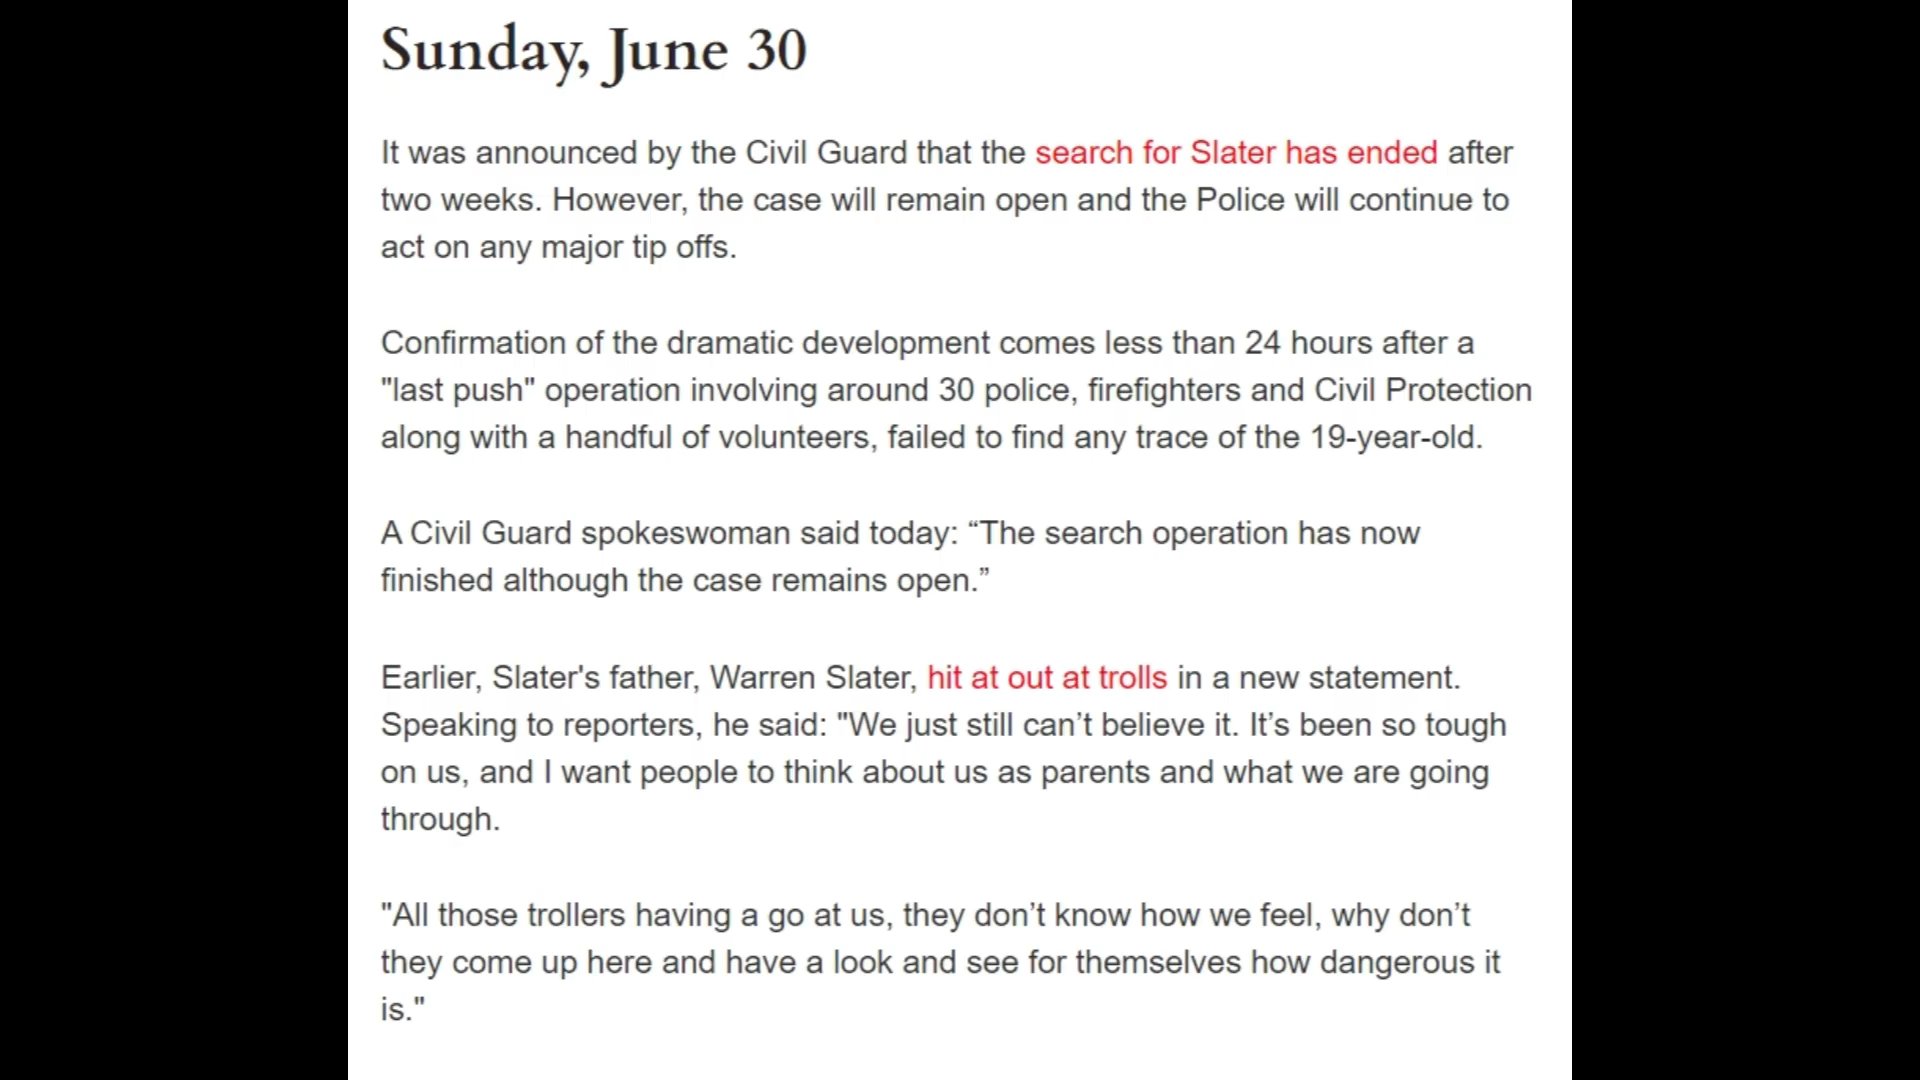 Sunday, June 30
It was announced by the Civil Guard that the search for Slater has ended after
two weeks. However, the case will remain open and the Police will continue to
act on any major tip offs.
Confirmation of the dramatic development comes less than 24 hours after a
"last push" operation involving around 30 police, firefighters and Civil Protection
along with a handful of volunteers, failed to find any trace of the 19-year-old.
A Civil Guard spokeswoman said today: “The search operation has now
finished although the case remains open.”
Earlier, Slater's father, Warren Slater, hit at out at trolls in a new statement.
Speaking to reporters, he said: "We just still can’t believe it. It’s been so tough
on us, and I want people to think about us as parents and what we are going
through.
"All those trollers having a go at us, they don’t know how we feel, why don’t
they come up here and have a look and see for themselves how dangerous it
is."